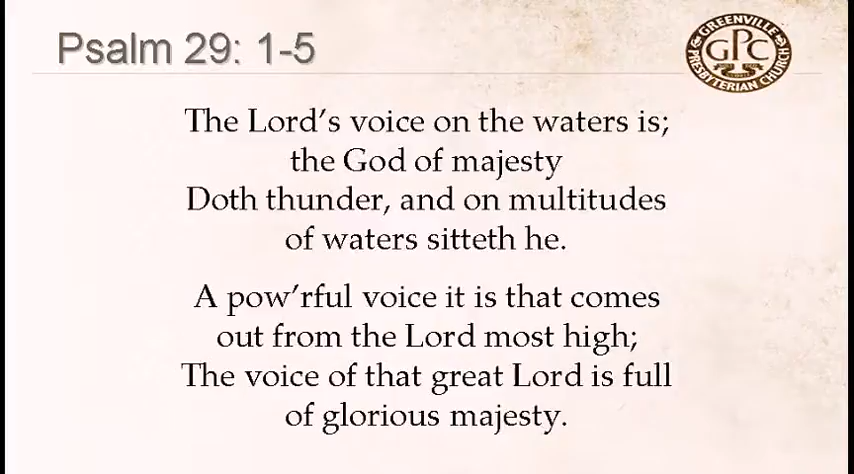 Psalm 29: 1-5
GREENVILLE
GPC
PRESBYTERIAN CHURCH
The Lord's voice on the waters is;
the God of majesty
Doth thunder, and on multitudes
of waters sitteth he.
A pow'rful voice it is that comes
out from the Lord most high;
The voice of that great Lord is full
of glorious majesty.